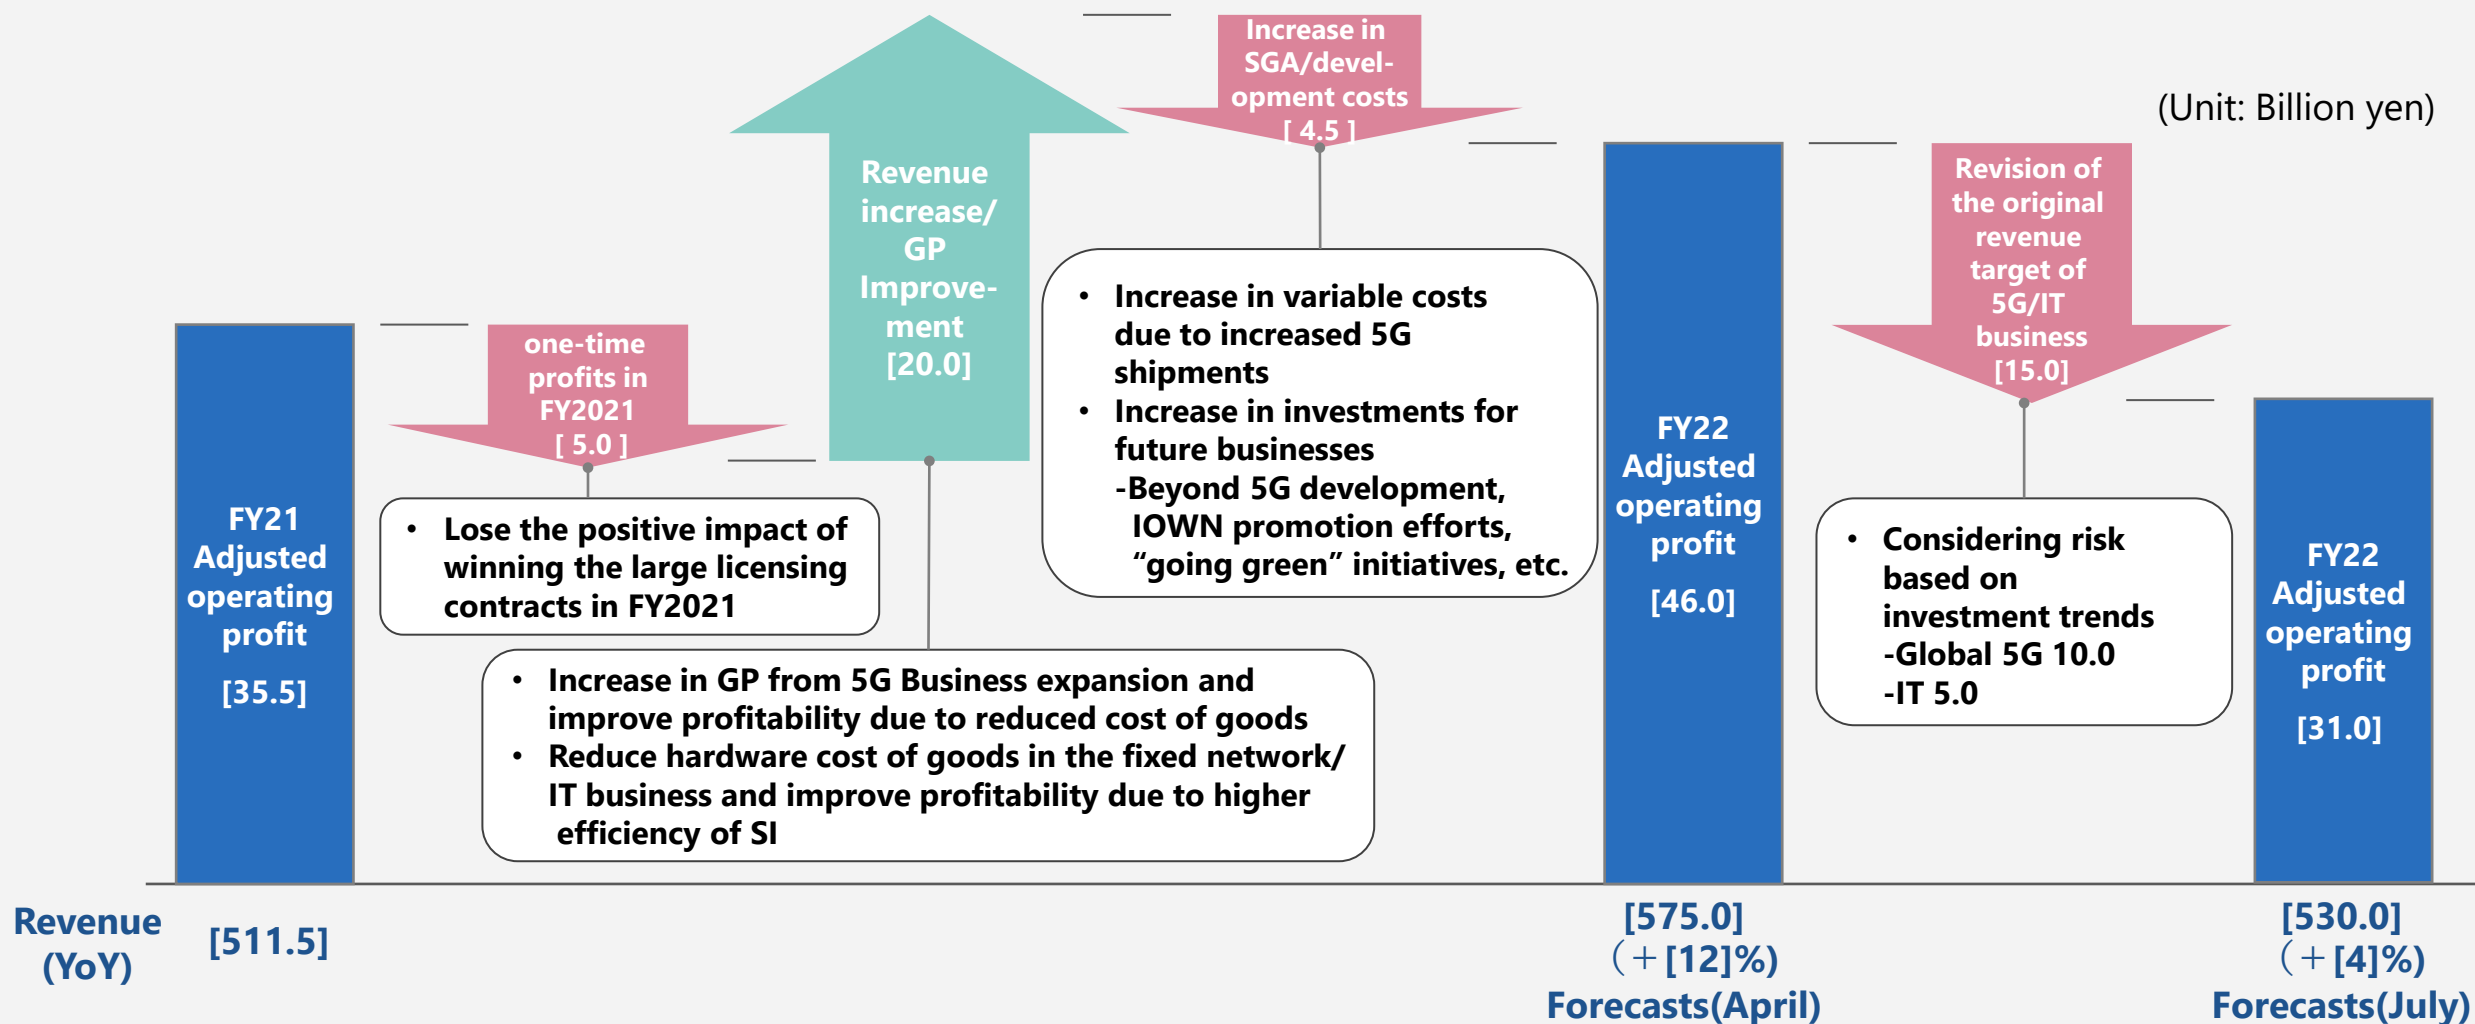 (Unit: Billion yen)
FY21
Adjusted
operating
profit
[35.5]
one-time
profits in
FY2021
[ 5.0 ]
• Lose the positive impact of
winning the large licensing
contracts in FY2021
Revenue
increase/
GP
Improve-
ment
[20.0]
• Increase in GP from 5G Business expansion and
improve profitability due to reduced cost of goods
• Reduce hardware cost of goods in the fixed network/
IT business and improve profitability due to higher
efficiency of SI
Increase in
SGA/devel-
opment costs
[ 4.5 ]
• Increase in variable costs
due to increased 5G
shipments
• Increase in investments for
future businesses
-Beyond 5G development,
IOWN promotion efforts,
“going green” initiatives, etc.
FY22
Adjusted
operating
profit
[46.0]
Revision of
the original
revenue
target of
5G/IT
business
[15.0]
• Considering risk
based on
investment trends
-Global 5G 10.0
-IT 5.0
FY22
Adjusted
operating
profit
[31.0]
Revenue
(YoY)
[511.5]
[575.0]
（＋[12]%)
Forecasts(April)
[530.0]
（＋[4]%)
Forecasts(July)